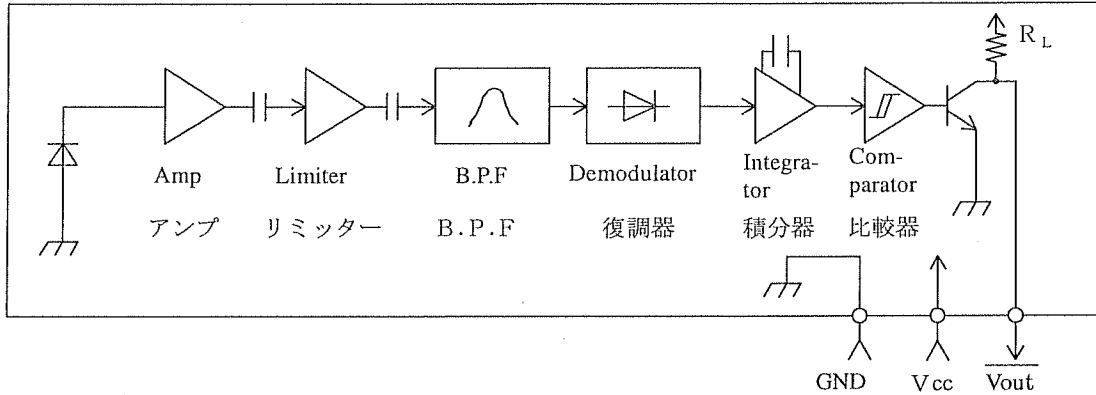 R L
Amp
Limiter
B.P.F
Demodulator
Integra-
tor
Com-
parator
アンプ
リミッター
B.P.F
復調器
積分器
比較器
GND
Vcc
Vout